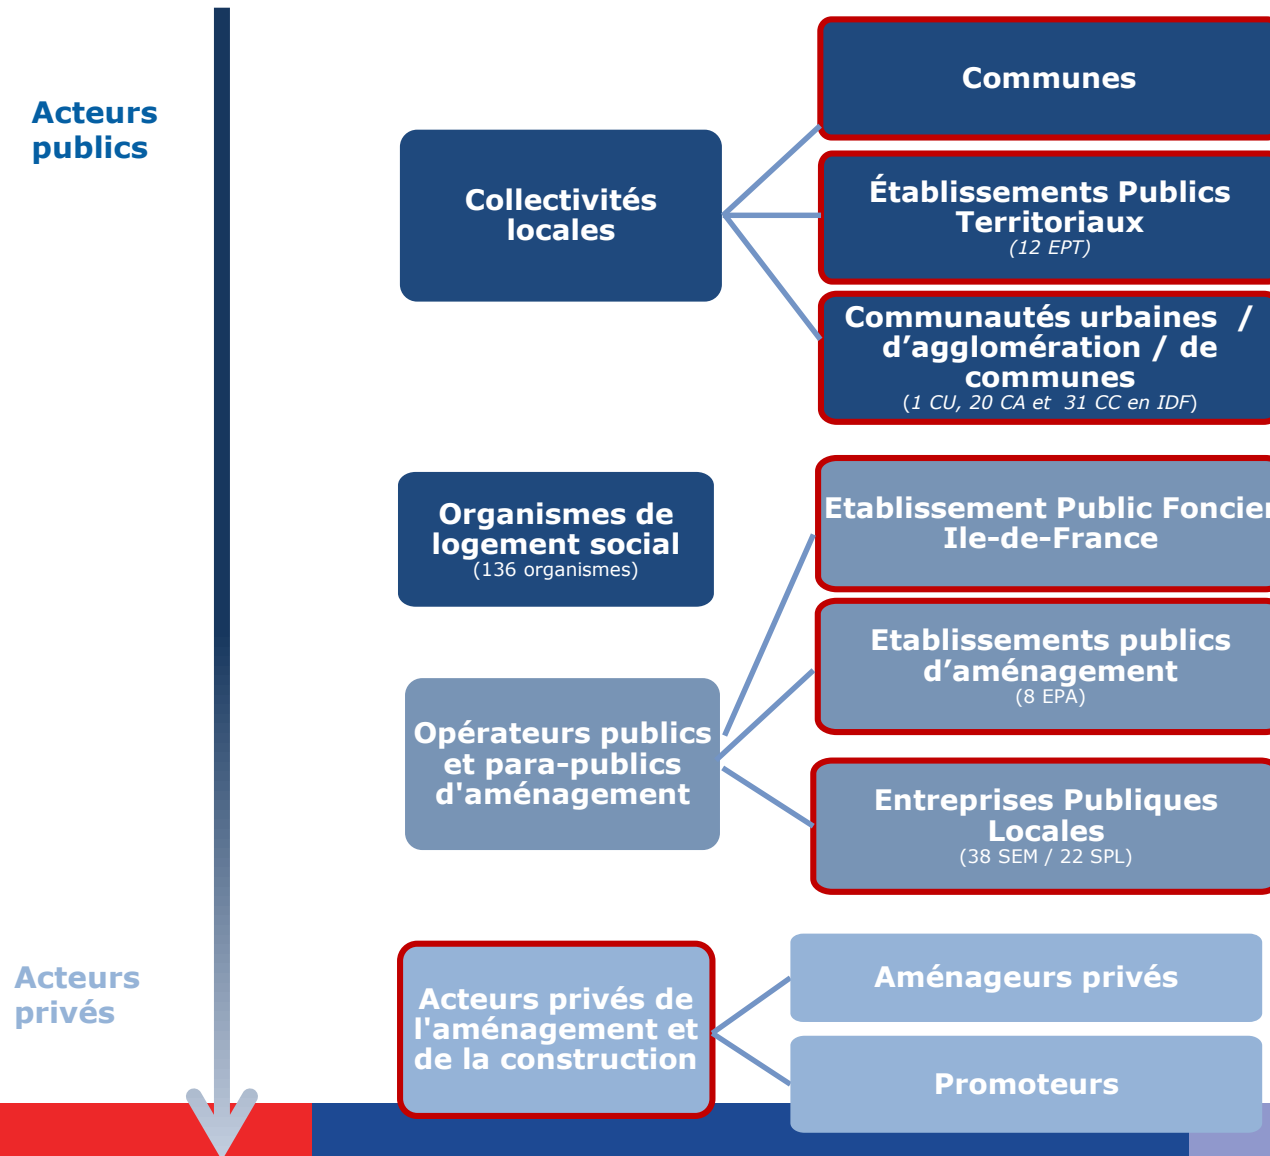 Acteurs
publics
Collectivités
locales
Communes
Établissements Publics
Territoriaux
(12 EPT)
Communautés urbaines /
d’agglomération / de
communes
(1 CU, 20 CA et 31 CC en IDF)
Organismes de
logement social
(136 organismes)
Opérateurs publics
et para-publics
d'aménagement
Etablissement Public Foncier
Ile-de-France
Etablissements publics
d’aménagement
(8 EPA)
Entreprises Publiques
Locales
(38 SEM / 22 SPL)
Acteurs
privés
Acteurs privés de
l'aménagement et
de la construction
Aménageurs privés
Promoteurs